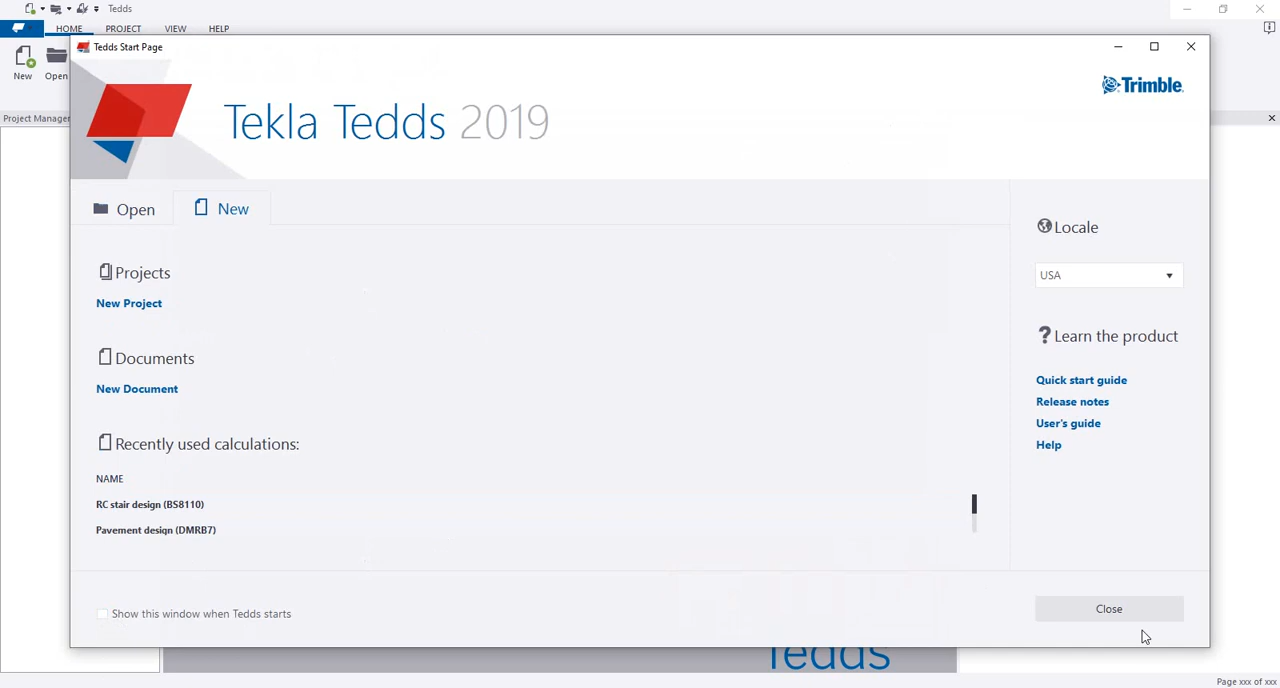 Tedds
HOME PROJECT VIEW HELP
New Open
Project Manager
Tedds Start Page
Trimble.
Tekla Tedds 2019
Open New
Projects
New Project
Documents
New Document
Recently used calculations:
NAME
RC stair design (BS8110)
Pavement design (DMRB7)
Show this window when Tedds starts
Locale
USA
? Learn the product
Quick start guide
Release notes
User's guide
Help
Close
Tedds
Page xxx of xxx